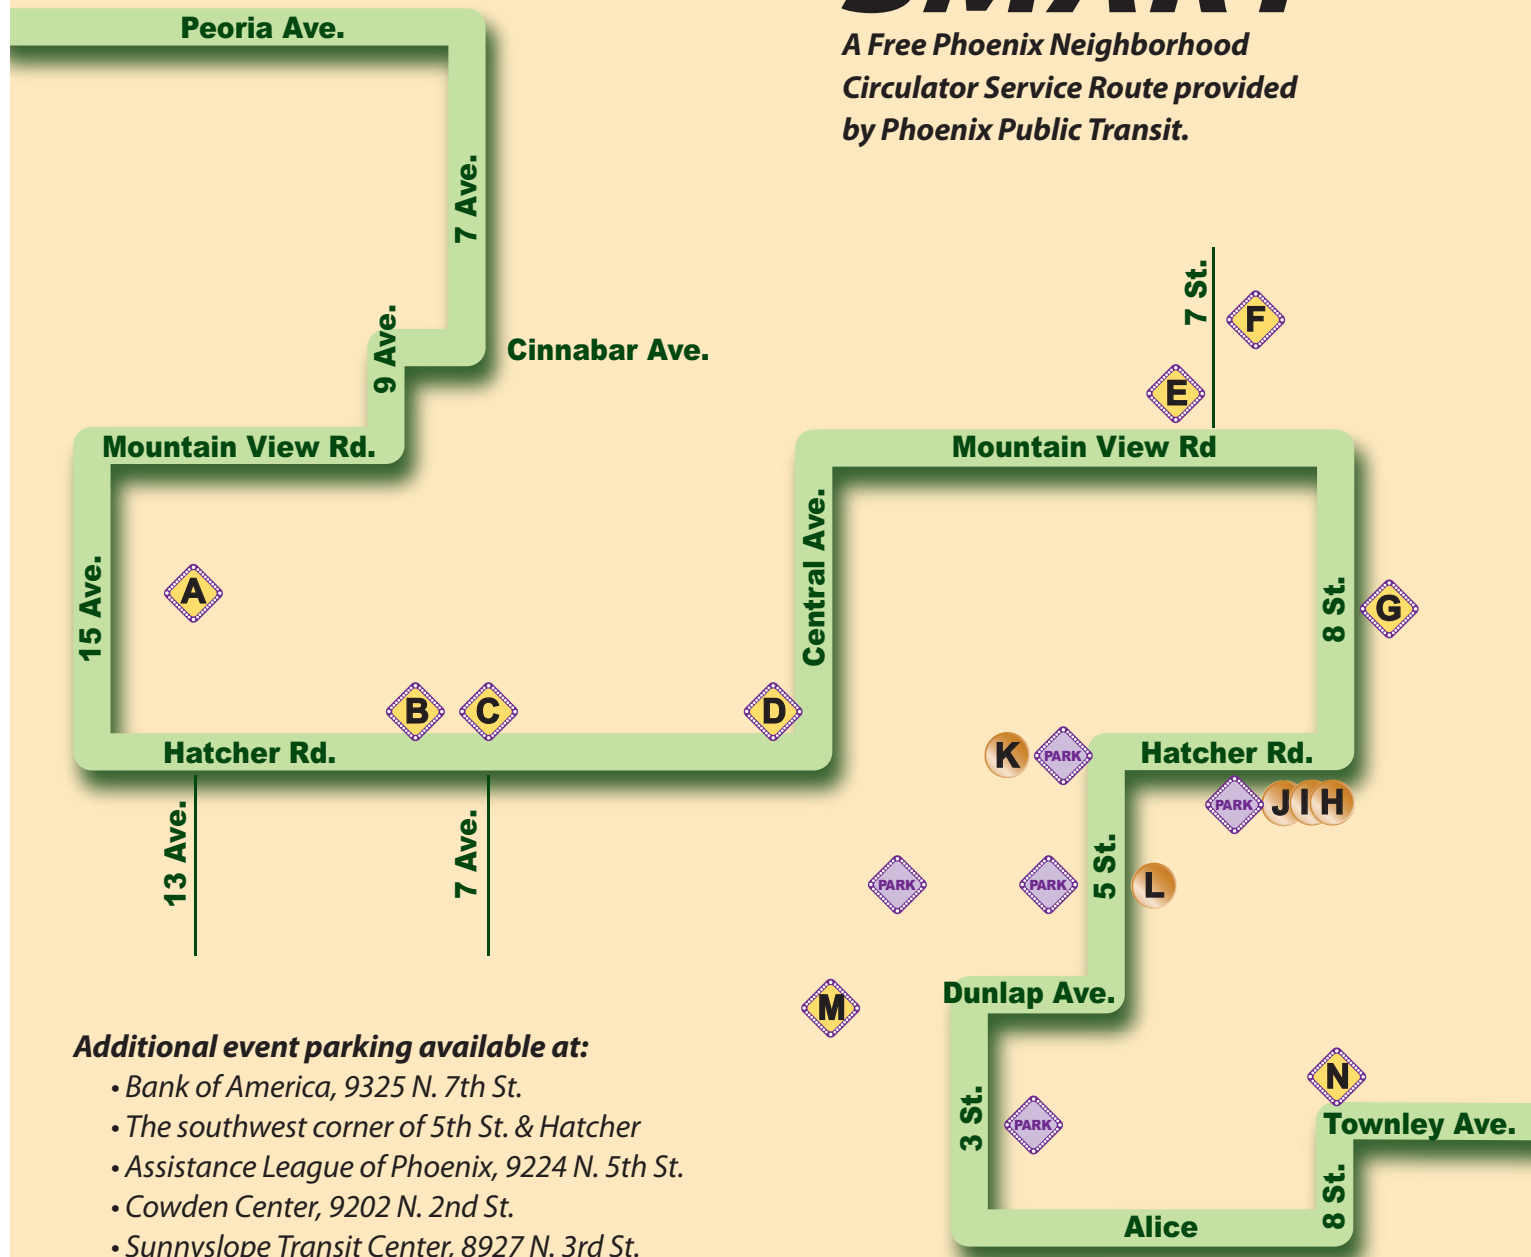 SMART
A Free Phoenix Neighborhood
Circulator Service Route provided
by Phoenix Public Transit.
Peoria Ave.
7 Ave.
9 Ave.
Cinnabar Ave.
7 St.
F
E
Mountain View Rd.
Mountain View Rd
15 Ave.
A
Central Ave.
8 St.
G
B
C
D
Hatcher Rd.
K
PARK
Hatcher Rd.
PARK
J
I
H
13 Ave.
7 Ave.
PARK
PARK
5 St.
L
M
Dunlap Ave.
N
3 St.
PARK
Townley Ave.
8 St.
Alice
Additional event parking available at:
• Bank of America, 9325 N. 7th St.
• The southwest corner of 5th St. & Hatcher
• Assistance League of Phoenix, 9224 N. 5th St.
• Cowden Center, 9202 N. 2nd St.
• Sunnyslope Transit Center, 8927 N. 3rd St.